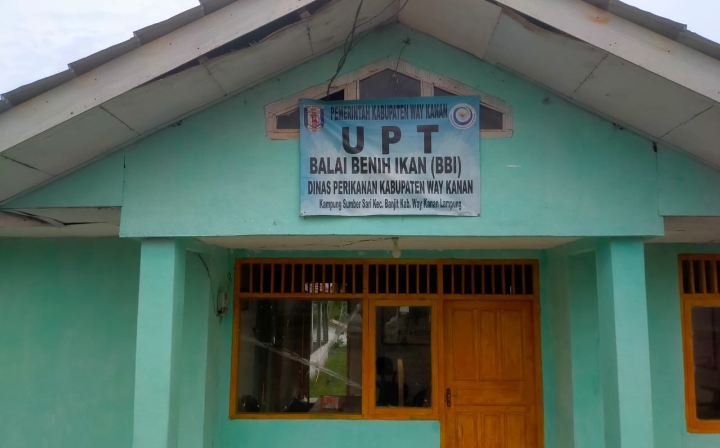 PEMERINTAH KABUPATEN WAY KANAN
UPT
BALAI BENIH IKAN (BBI)
DINAS PERIKANAN KABUPATEN WAY KANAN
Kampung Sumber Sari Kec. Banjit Kab. Way Kanan Lampung